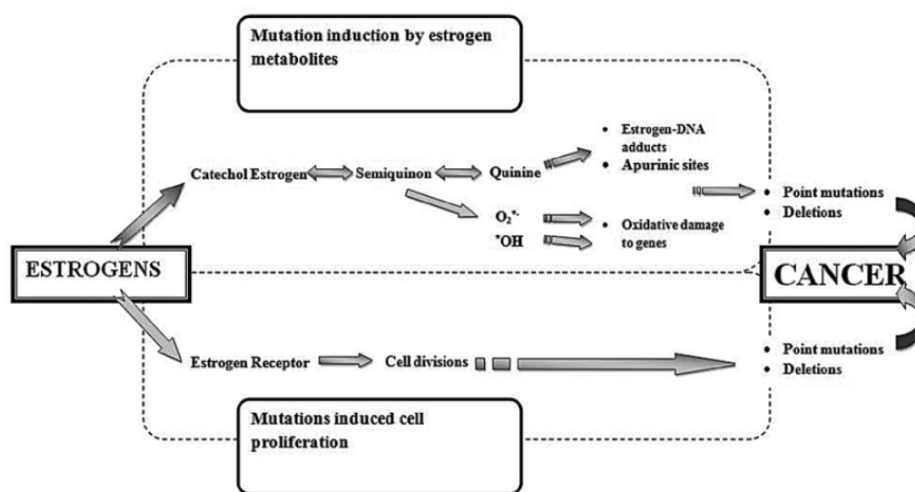 Mutation induction by estrogen
metabolites
• Estrogen-DNA
adducts
• Apurinic sites
Catechol Estrogen
Semiquinon
Quinine
• Point mutations
• Deletions
O₂•-
•OH
• Oxidative damage
to genes
ESTROGENS
CANCER
Estrogen Receptor
Cell divisions
• Point mutations
• Deletions
Mutations induced cell
proliferation